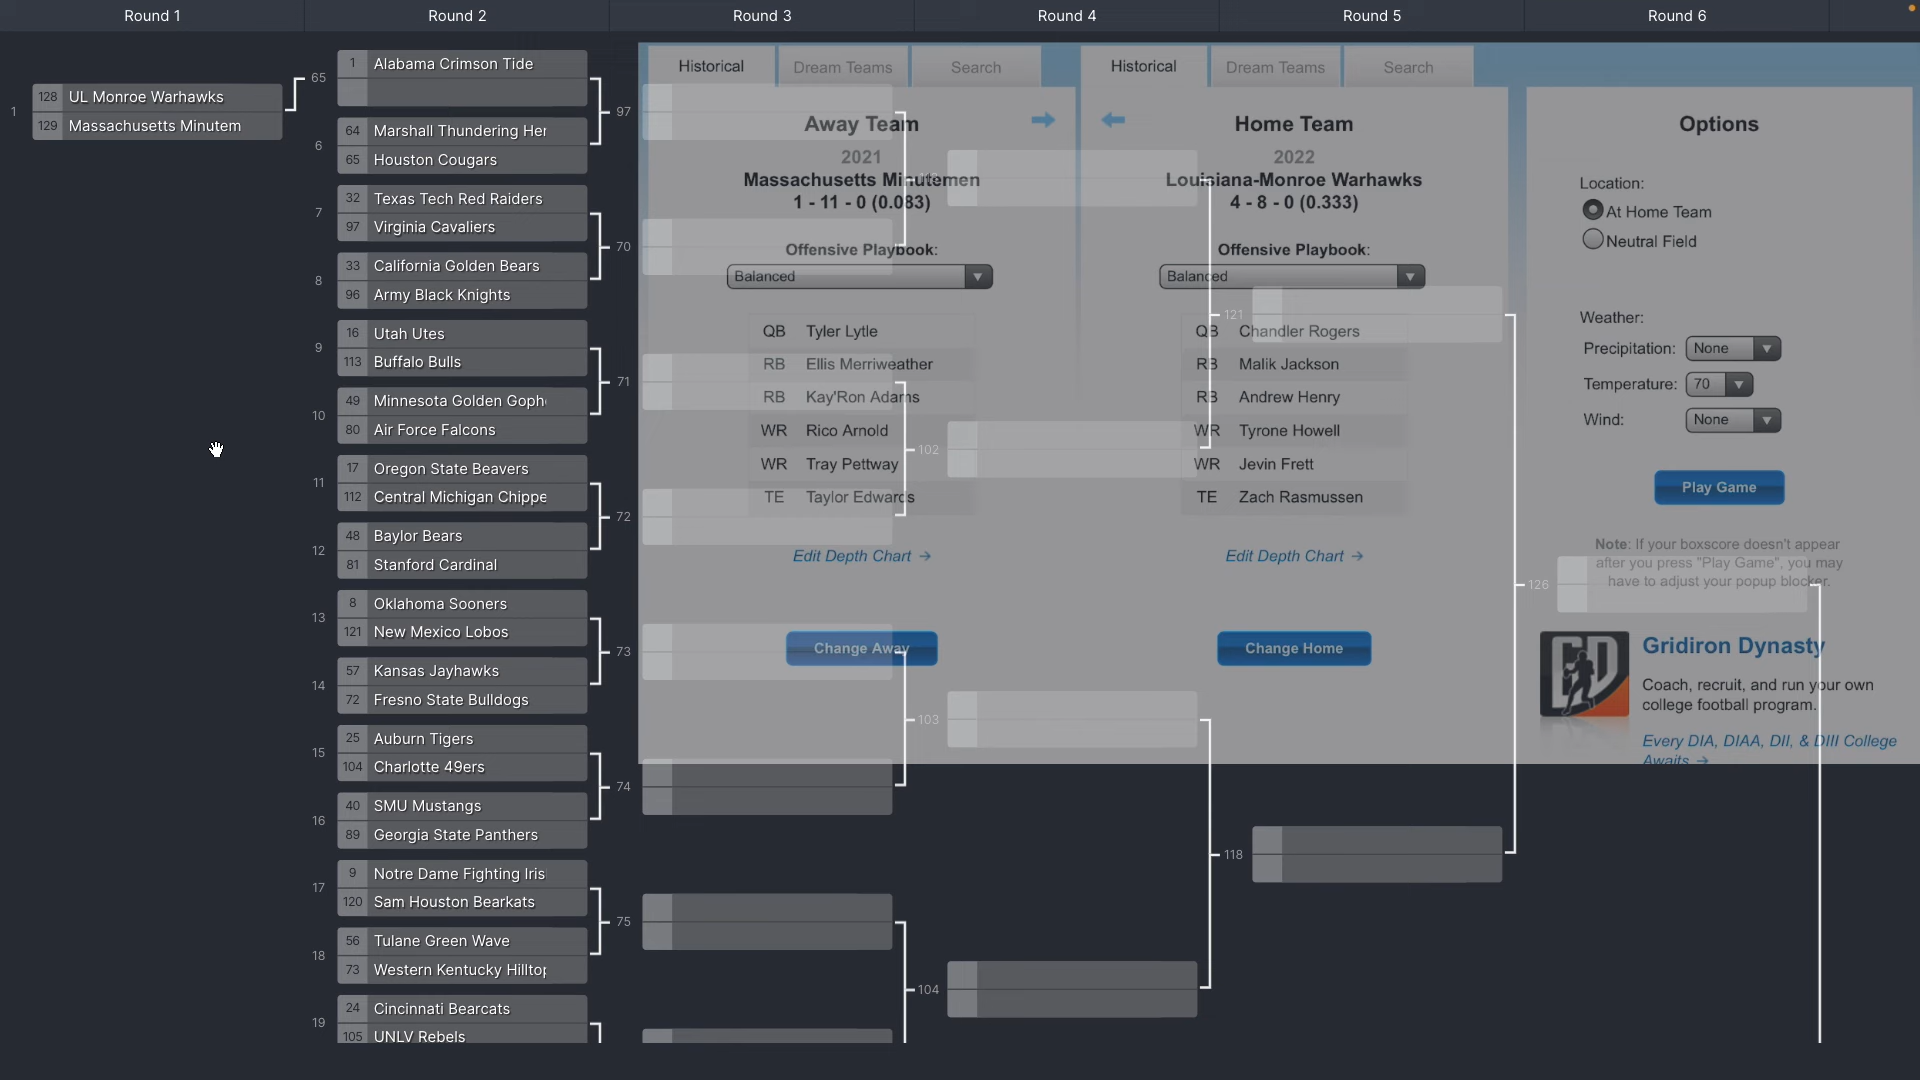 Round 1
Round 2
Round 3
Round 4
Round 5
Round 6
1
128 UL Monroe Warhawks
129 Massachusetts Minutem
65
1 Alabama Crimson Tide
6
64 Marshall Thundering Her
65 Houston Cougars
7
32 Texas Tech Red Raiders
97 Virginia Cavaliers
8
33 California Golden Bears
96 Army Black Knights
9
16 Utah Utes
113 Buffalo Bulls
10
49 Minnesota Golden Goph
80 Air Force Falcons
11
17 Oregon State Beavers
112 Central Michigan Chippe
12
48 Baylor Bears
81 Stanford Cardinal
13
8 Oklahoma Sooners
121 New Mexico Lobos
14
57 Kansas Jayhawks
72 Fresno State Bulldogs
15
25 Auburn Tigers
104 Charlotte 49ers
16
40 SMU Mustangs
89 Georgia State Panthers
17
9 Notre Dame Fighting Iris
120 Sam Houston Bearkats
18
56 Tulane Green Wave
73 Western Kentucky Hilltop
19
24 Cincinnati Bearcats
105 UNLV Rebels
97
70
71
72
73
74
75
102
103
104
121
118
126
Historical
Dream Teams
Search
Away Team
2021
Massachusetts Minutemen
1 - 11 - 0 (0.083)
Offensive Playbook:
Balanced
QB Tyler Lytle
RB Ellis Merriweather
RB Kay'Ron Adams
WR Rico Arnold
WR Tray Pettway
TE Taylor Edwards
Edit Depth Chart →
Change Away
Historical
Dream Teams
Search
Home Team
2022
Louisiana-Monroe Warhawks
4 - 8 - 0 (0.333)
Offensive Playbook:
Balanced
QB Chandler Rogers
RB Malik Jackson
RB Andrew Henry
WR Tyrone Howell
WR Jevin Frett
TE Zach Rasmussen
Edit Depth Chart →
Change Home
Options
Location:
At Home Team
Neutral Field
Weather:
Precipitation: None
Temperature: 70
Wind: None
Play Game
Note: If your boxscore doesn't appear
after you press "Play Game", you may
have to adjust your popup blocker.
GD
Gridiron Dynasty
Coach, recruit, and run your own
college football program.
Every DIA, DIAA, DII, & DIII College
Awaits →